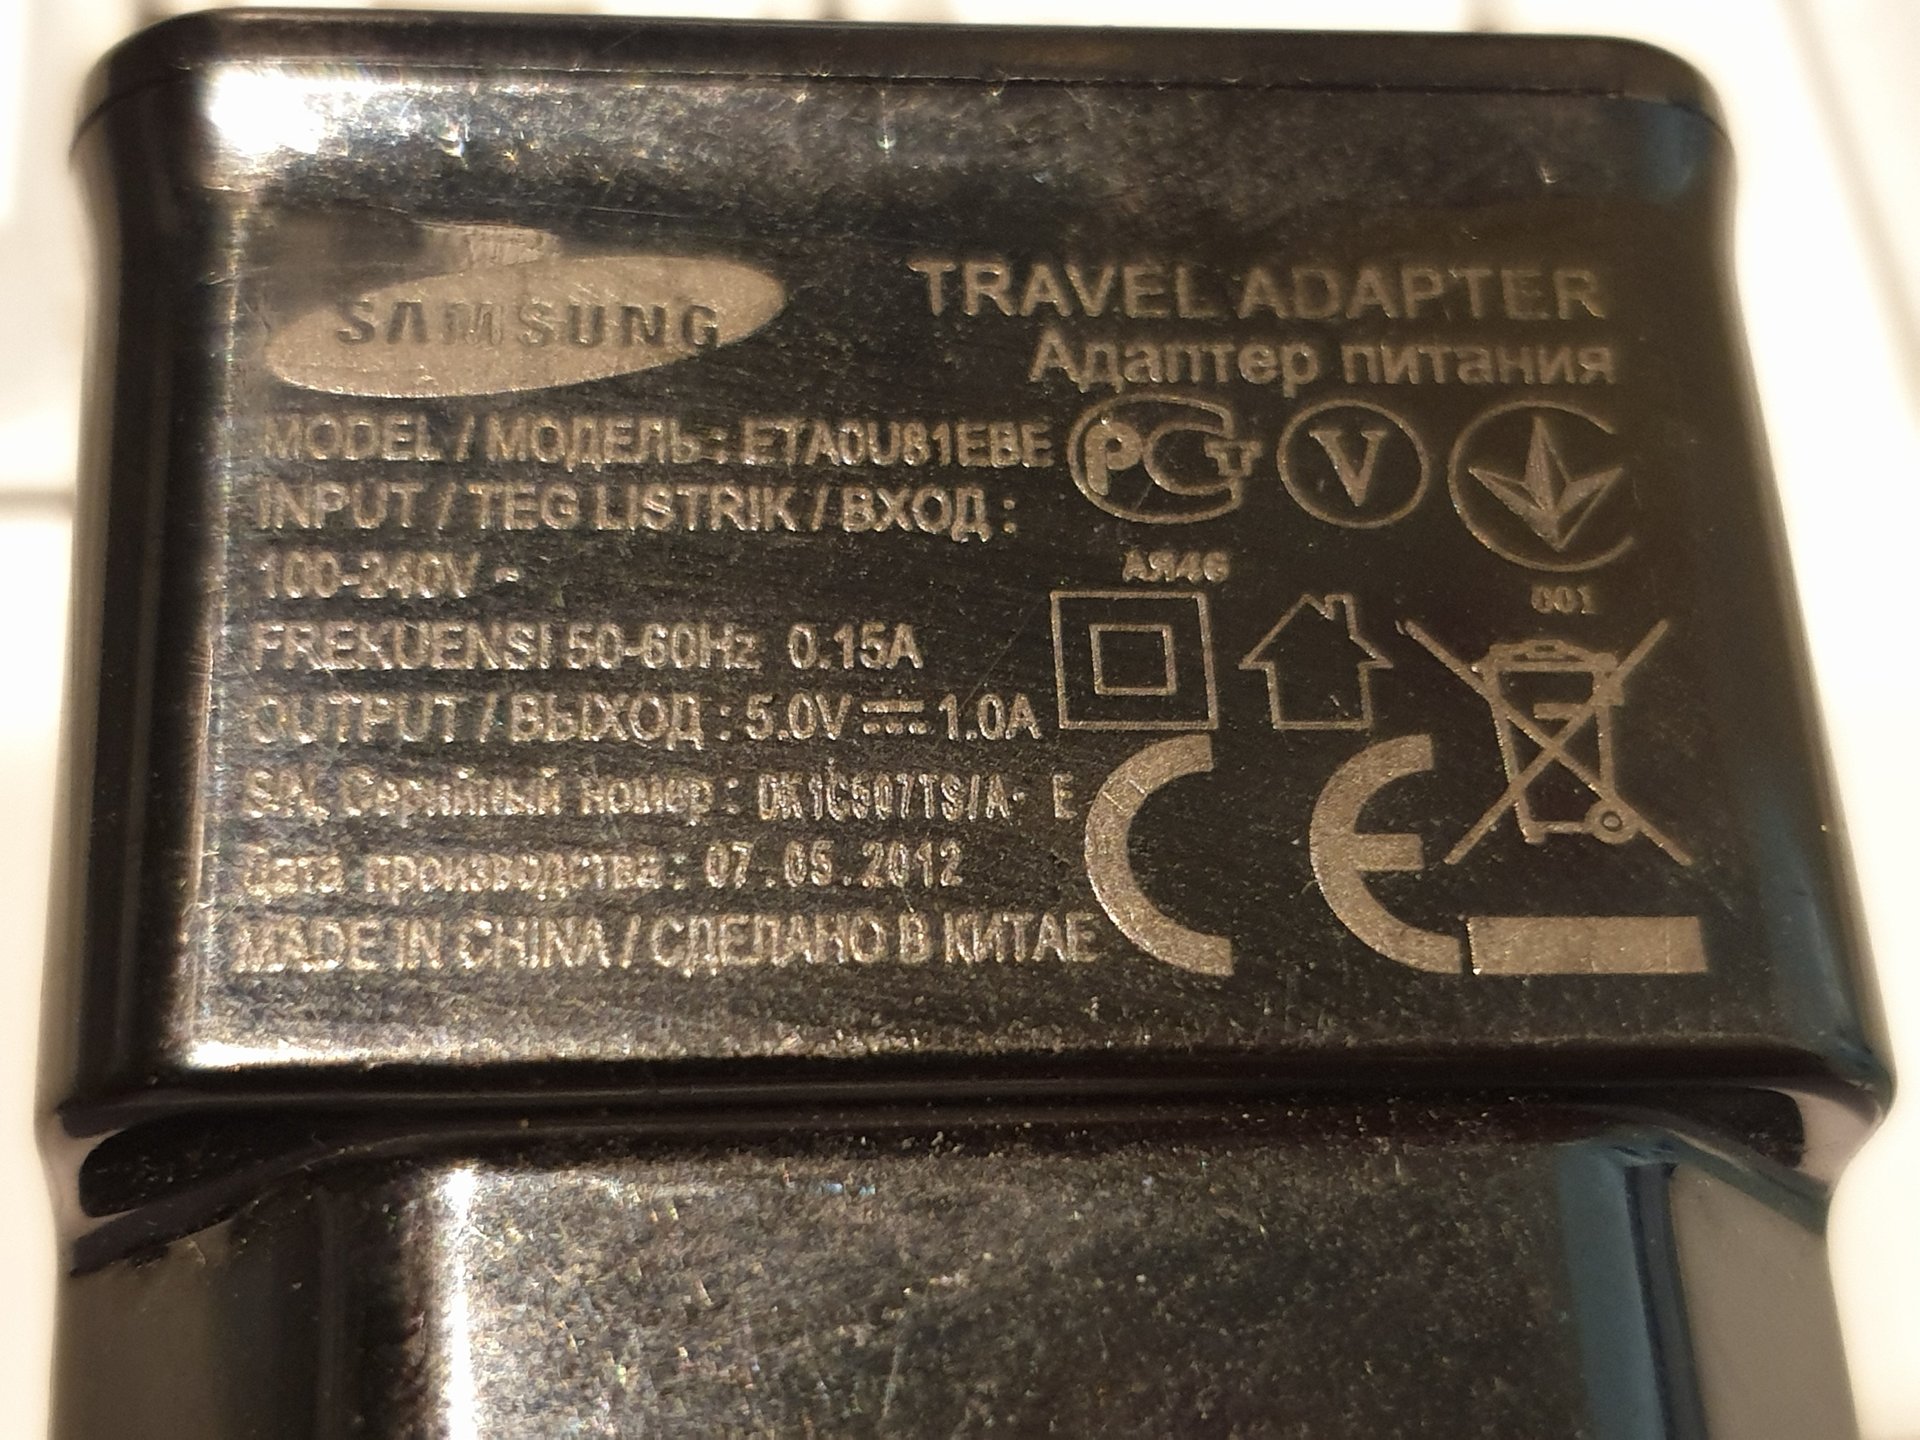 SAMSUNG
TRAVEL ADAPTER
Адаптер питания
MODEL / МОДЕЛЬ : ETA0U81EBE
INPUT / TEG LISTRIK / ВХОД :
100-240V ~
FREKUENSI 50-60Hz 0.15A
OUTPUT / ВЫХОД : 5.0V ⎓ 1.0A
S/N, Серийный номер : DK1C507TS/A- E
Дата производства : 07.05.2012
MADE IN CHINA / СДЕЛАНО В КИТАЕ
РСТ
V
АЯ46
001
CE